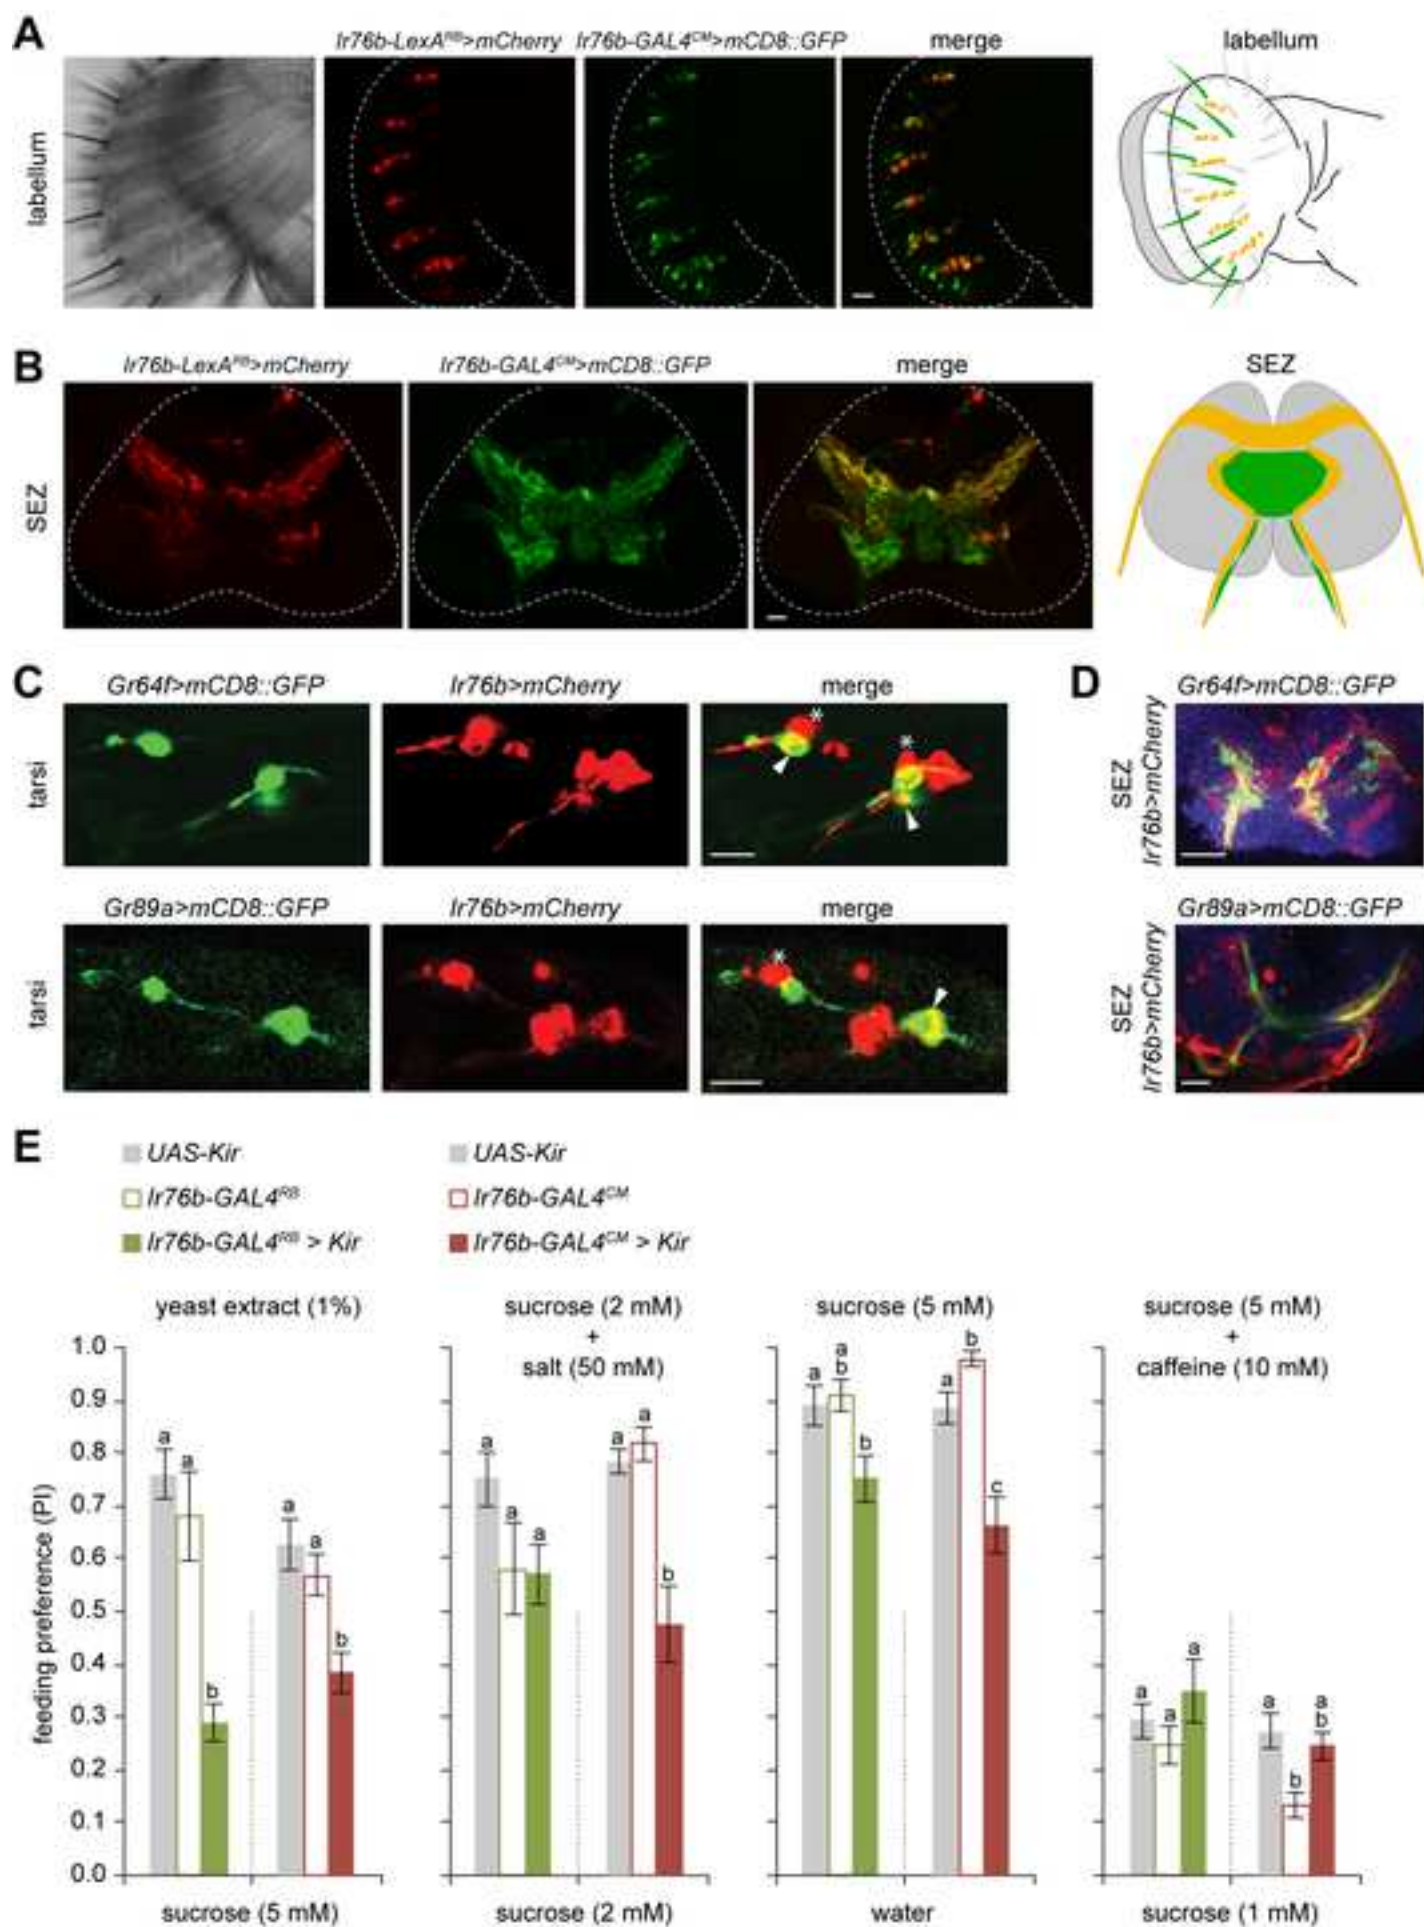 A
Ir76b-LexA^RB>mCherry Ir76b-GAL4^CM>mCD8::GFP merge labellum
labellum
B
Ir76b-LexA^RB>mCherry Ir76b-GAL4^CM>mCD8::GFP merge SEZ
SEZ
C
Gr64f>mCD8::GFP Ir76b>mCherry merge
tarsi
* *
Gr89a>mCD8::GFP Ir76b>mCherry merge
tarsi
*
D
Gr64f>mCD8::GFP
SEZ
Ir76b>mCherry
Gr89a>mCD8::GFP
SEZ
Ir76b>mCherry
E
UAS-Kir
Ir76b-GAL4^RB
Ir76b-GAL4^RB > Kir
UAS-Kir
Ir76b-GAL4^CM
Ir76b-GAL4^CM > Kir
feeding preference (PI)
1.0
0.9
0.8
0.7
0.6
0.5
0.4
0.3
0.2
0.1
0.0
yeast extract (1%)
a a b a a b
sucrose (5 mM)
sucrose (2 mM)
+
salt (50 mM)
a a a a a b
sucrose (2 mM)
sucrose (5 mM)
a a b b a b c
water
sucrose (5 mM)
+
caffeine (10 mM)
a a a a b a b
sucrose (1 mM)